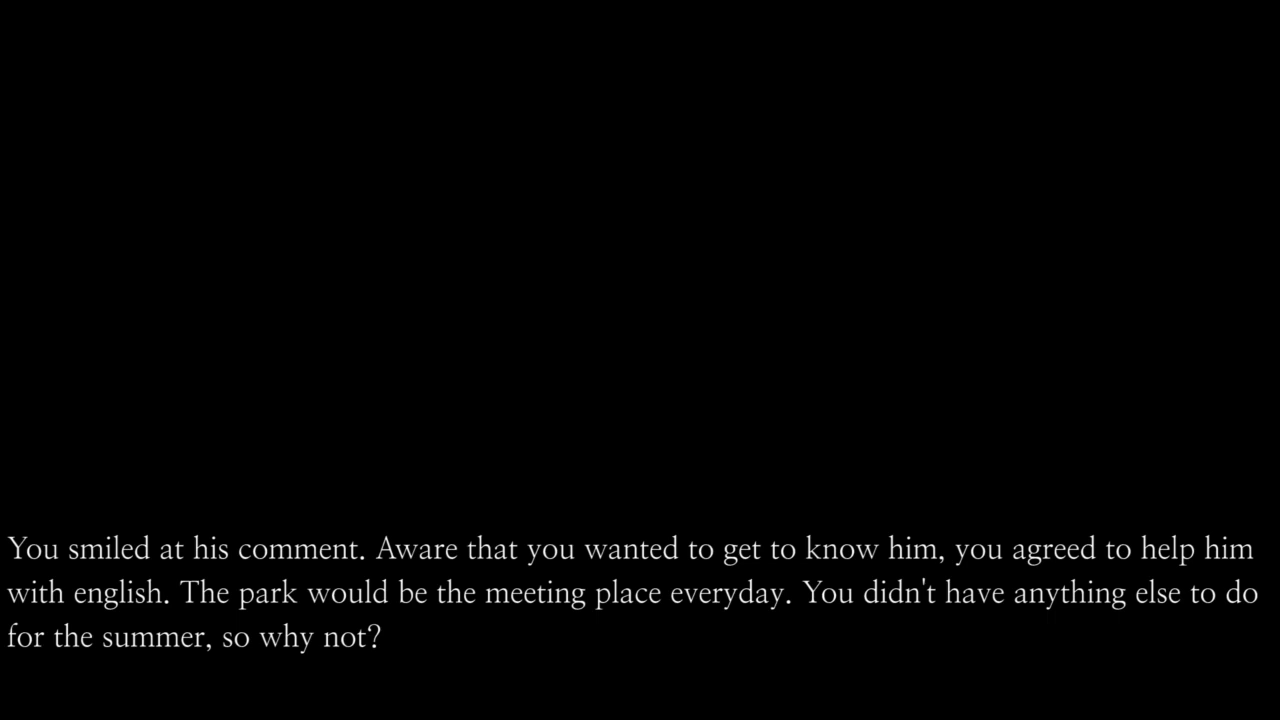 You smiled at his comment. Aware that you wanted to get to know him, you agreed to help him
with english. The park would be the meeting place everyday. You didn't have anything else to do
for the summer, so why not?